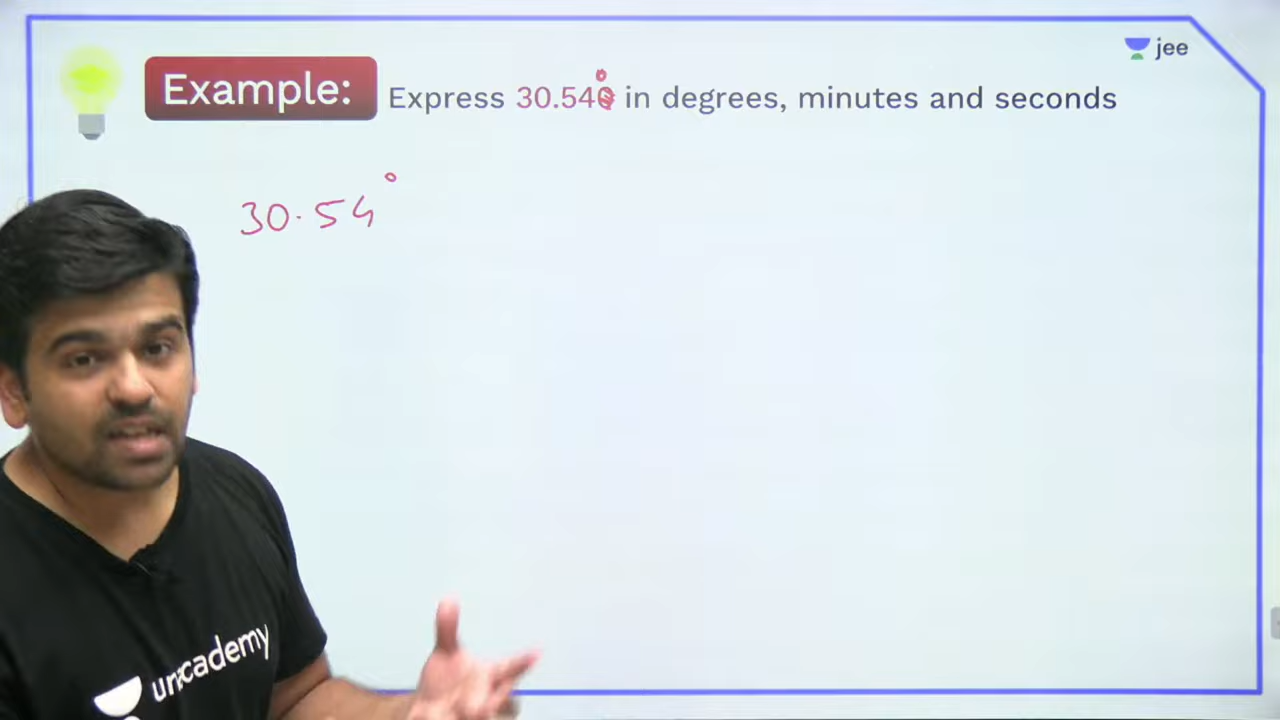 jee
Example: Express 30.54° in degrees, minutes and seconds
30.54°
unacademy